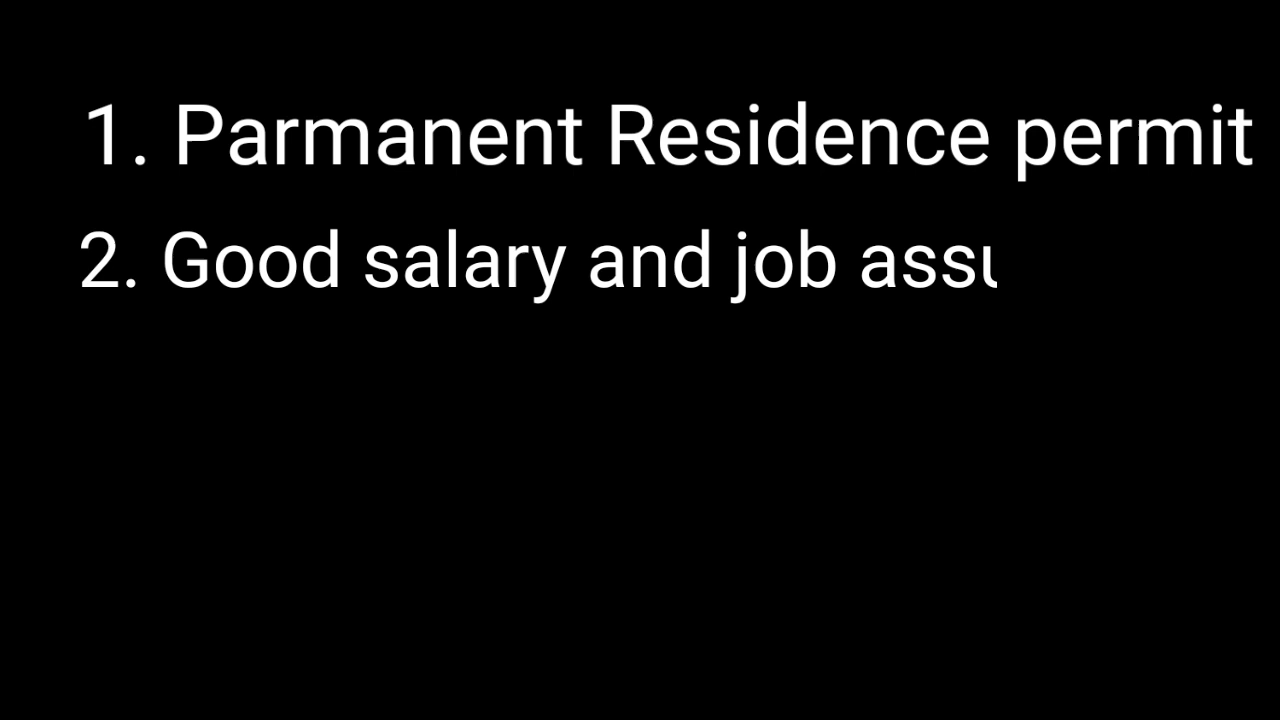 1. Parmanent Residence permit
2. Good salary and job